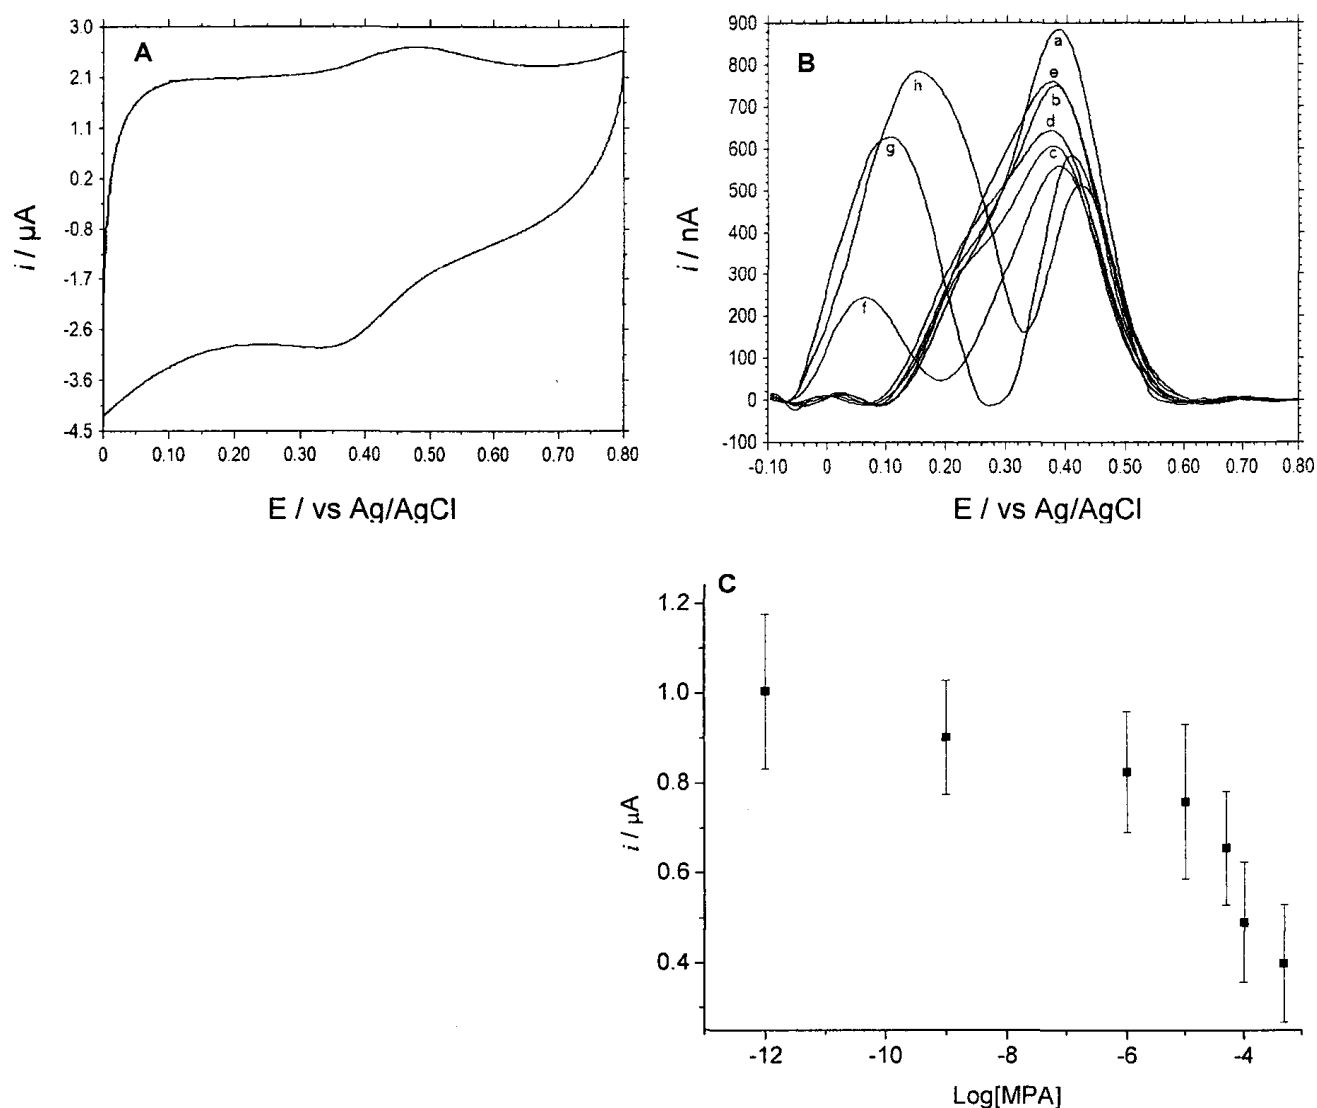 A
3.0
2.1
1.1
0.2
-0.8
-1.7
-2.6
-3.6
-4.5
0 0.10 0.20 0.30 0.40 0.50 0.60 0.70 0.80
i / µA
E / vs Ag/AgCl
B
900
800
700
600
500
400
300
200
100
0
-100
-0.10 0 0.10 0.20 0.30 0.40 0.50 0.60 0.70 0.80
i / nA
E / vs Ag/AgCl
a
e
b
d
c
h
g
f
C
1.2
1.0
0.8
0.6
0.4
-12 -10 -8 -6 -4
i / µA
Log[MPA]